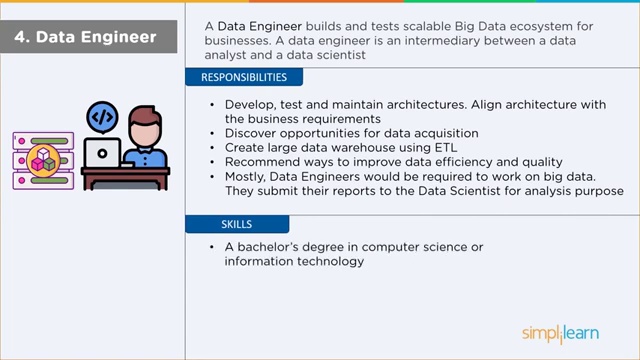 4. Data Engineer
A Data Engineer builds and tests scalable Big Data ecosystem for
businesses. A data engineer is an intermediary between a data
analyst and a data scientist
RESPONSIBILITIES
• Develop, test and maintain architectures. Align architecture with
the business requirements
• Discover opportunities for data acquisition
• Create large data warehouse using ETL
• Recommend ways to improve data efficiency and quality
• Mostly, Data Engineers would be required to work on big data.
They submit their reports to the Data Scientist for analysis purpose
SKILLS
• A bachelor's degree in computer science or
information technology
</>
simplilearn